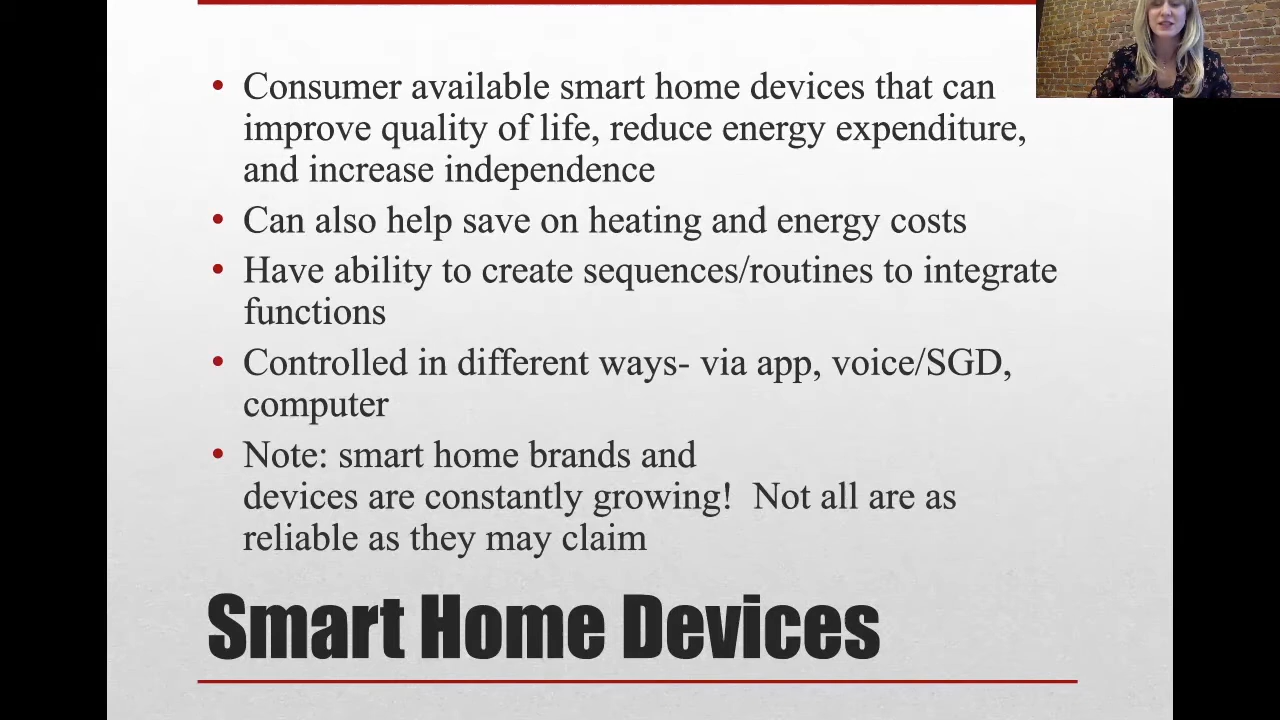 • Consumer available smart home devices that can
improve quality of life, reduce energy expenditure,
and increase independence
• Can also help save on heating and energy costs
• Have ability to create sequences/routines to integrate
functions
• Controlled in different ways- via app, voice/SGD,
computer
• Note: smart home brands and
devices are constantly growing!  Not all are as
reliable as they may claim
Smart Home Devices